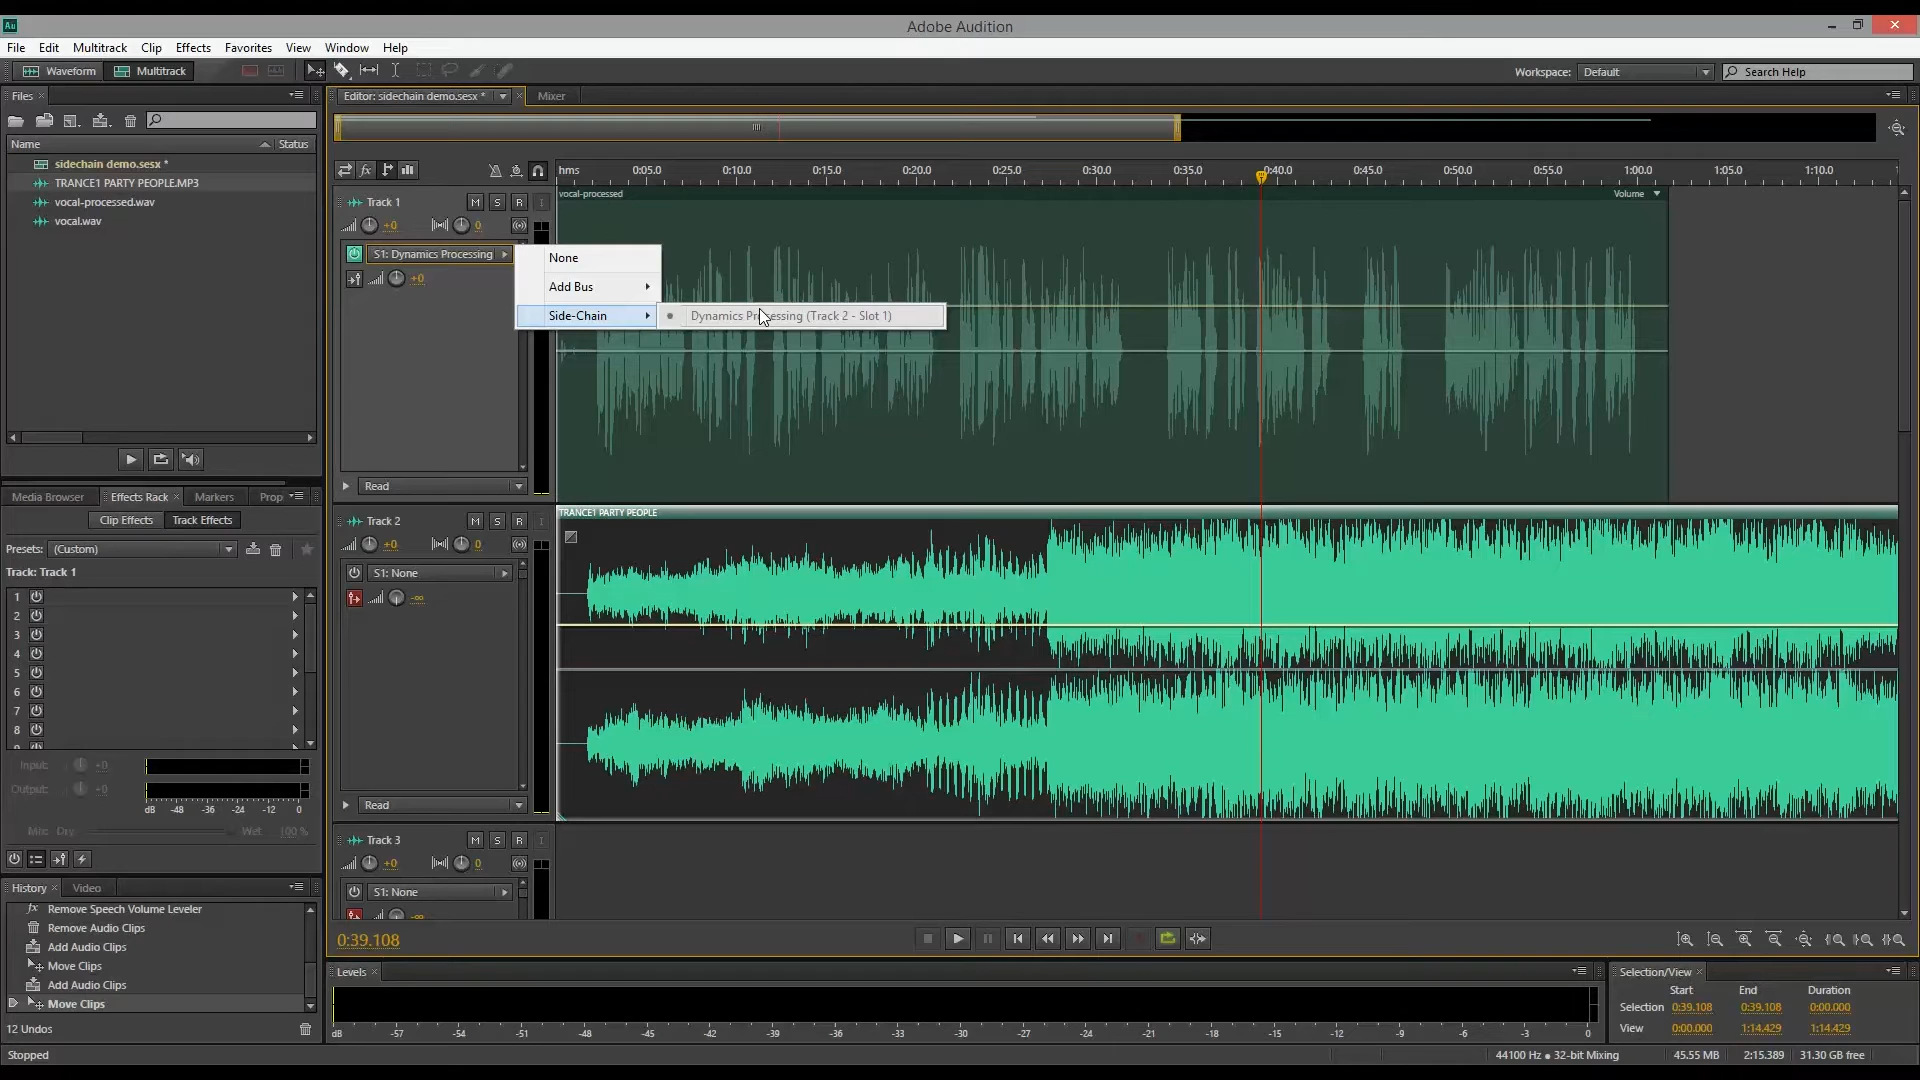 Au
Adobe Audition
File Edit Multitrack Clip Effects Favorites View Window Help
Waveform Multitrack
Workspace: Default Search Help
Files
Editor: sidechain demo.sesx * Mixer
Name Status
sidechain demo.sesx *
TRANCE1 PARTY PEOPLE.MP3
vocal-processed.wav
vocal.wav
fx
hms 0:05.0 0:10.0 0:15.0 0:20.0 0:25.0 0:30.0 0:35.0 0:40.0 0:45.0 0:50.0 0:55.0 1:00.0 1:05.0 1:10.0
Track 1 M S R I
vocal-processed Volume
+0 0
S1: Dynamics Processing
+0
None
Add Bus
Side-Chain
Dynamics Processing (Track 2 - Slot 1)
Read
Track 2 M S R I
TRANCE1 PARTY PEOPLE
+0 0
S1: None
-∞
Read
Track 3 M S R I
+0 0
S1: None
-∞
Media Browser Effects Rack Markers Prop
Clip Effects Track Effects
Presets: (Custom)
Track: Track 1
1
2
3
4
5
6
7
8
Input: +0
Output: +0
dB -48 -36 -24 -12 0
Mix: Dry Wet 100 %
History Video
Remove Speech Volume Leveler
Remove Audio Clips
Add Audio Clips
Move Clips
Add Audio Clips
Move Clips
12 Undos
Stopped
0:39.108
Levels
dB -57 -54 -51 -48 -45 -42 -39 -36 -33 -30 -27 -24 -21 -18 -15 -12 -9 -6 -3 0
Selection/View
Start End Duration
Selection 0:39.108 0:39.108 0:00.000
View 0:00.000 1:14.429 1:14.429
44100 Hz ● 32-bit Mixing 45.55 MB 2:15.389 31.30 GB free